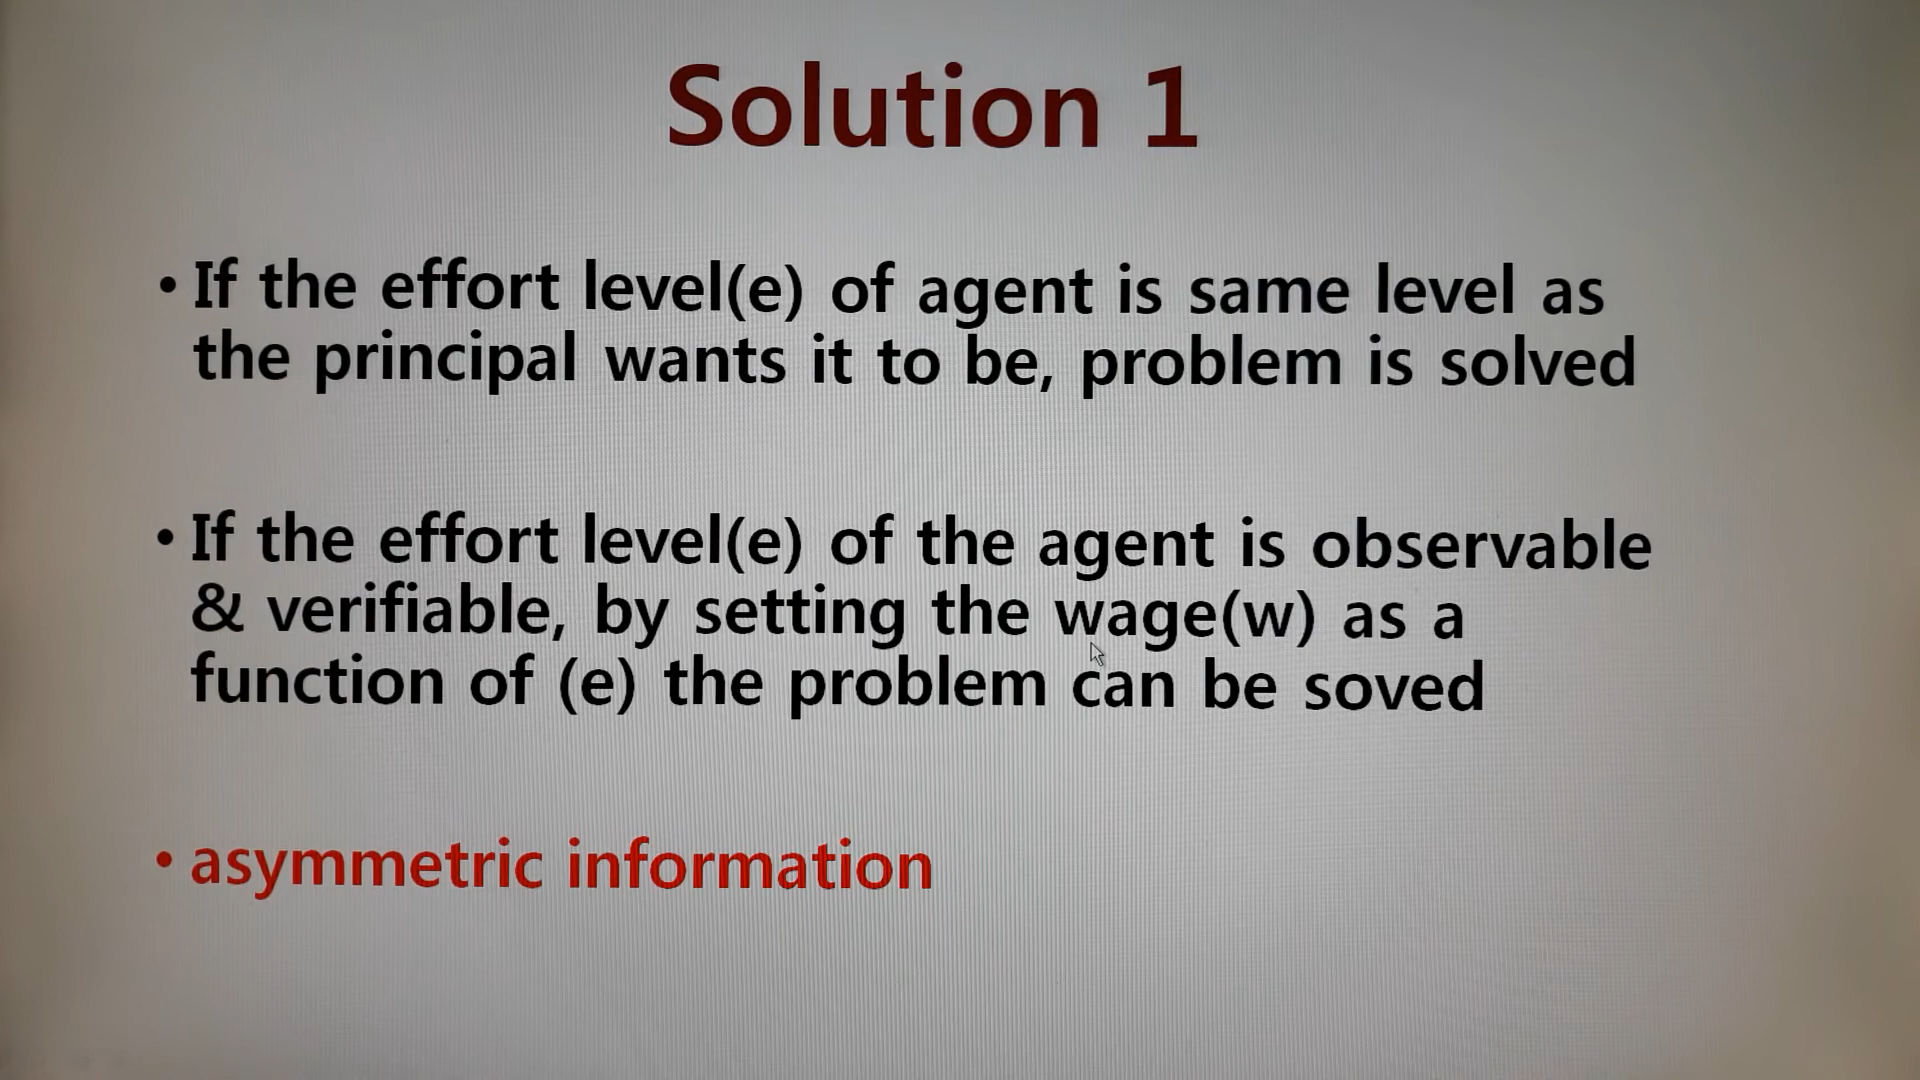 Solution 1
• If the effort level(e) of agent is same level as
the principal wants it to be, problem is solved
• If the effort level(e) of the agent is observable
& verifiable, by setting the wage(w) as a
function of (e) the problem can be soved
• asymmetric information